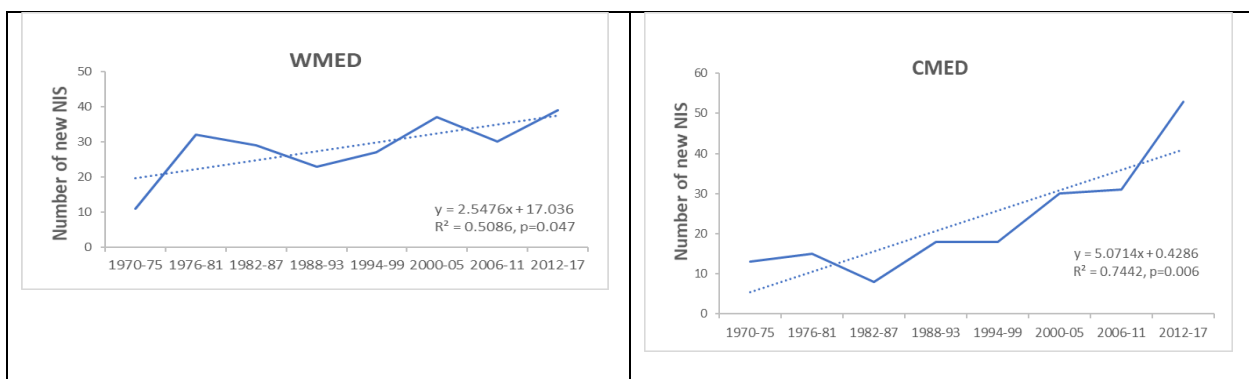 WMED
Number of new NIS
50
40
30
20
10
0
1970-75 1976-81 1982-87 1988-93 1994-99 2000-05 2006-11 2012-17
y = 2.5476x + 17.036
R² = 0.5086, p=0.047
CMED
Number of new NIS
60
50
40
30
20
10
0
1970-75 1976-81 1982-87 1988-93 1994-99 2000-05 2006-11 2012-17
y = 5.0714x + 0.4286
R² = 0.7442, p=0.006